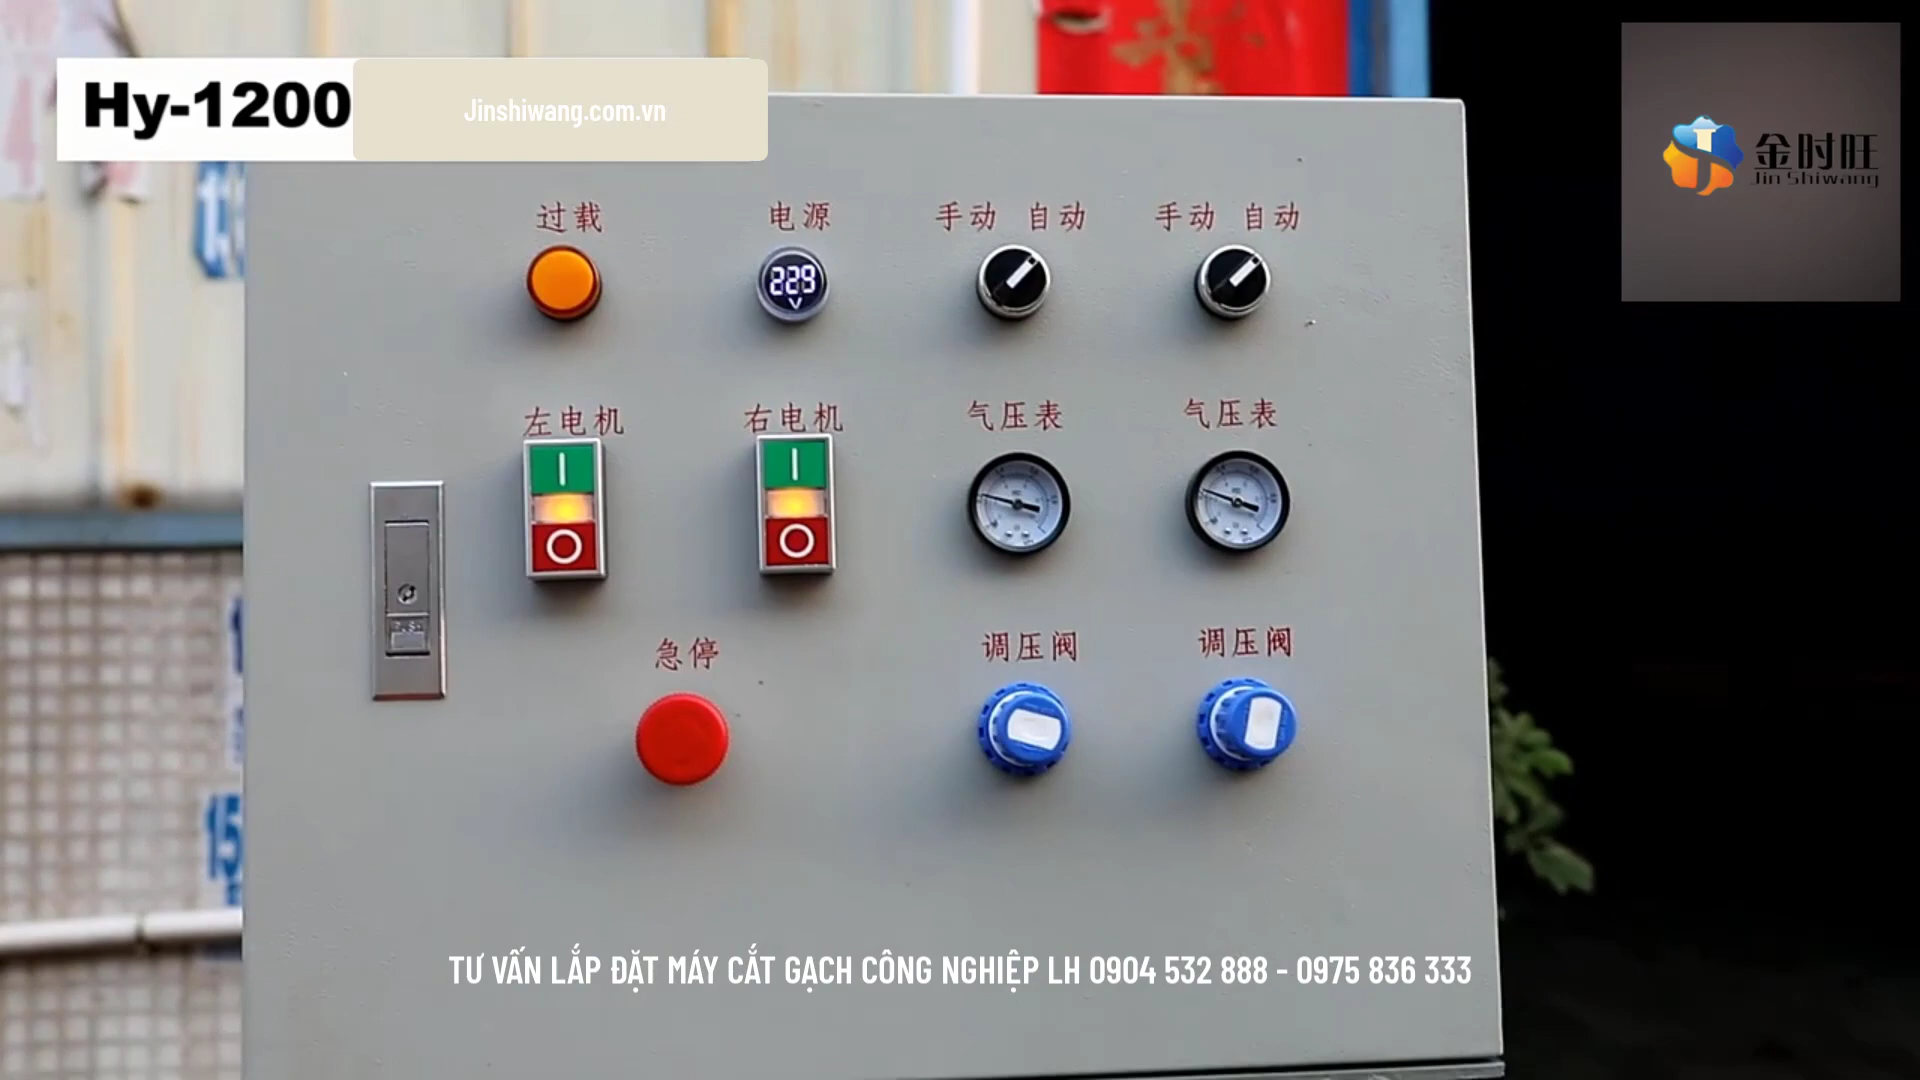 Hy-1200
Jinshiwang.com.vn
金时旺
Jin Shiwang
过载
电源
手动 自动
手动 自动
229
V
左电机
右电机
气压表
气压表
I
O
I
O
PUSH
急停
调压阀
调压阀
TƯ VẤN LẮP ĐẶT MÁY CẮT GẠCH CÔNG NGHIỆP LH 0904 532 888 - 0975 836 333